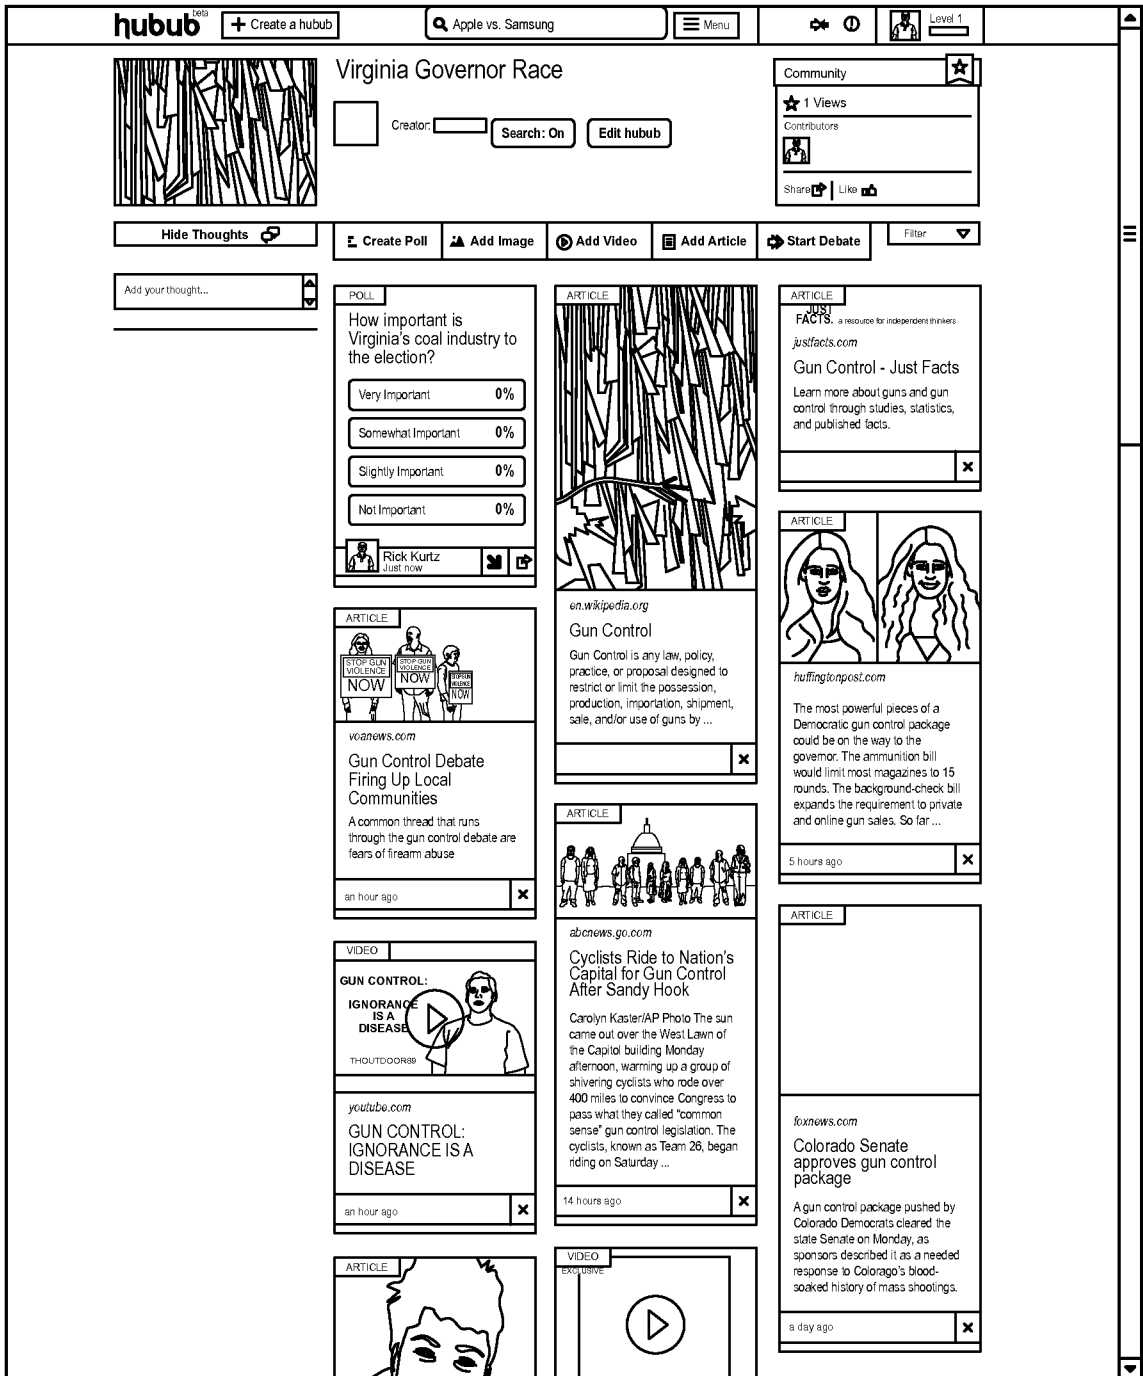 hubub beta
+ Create a hubub
Apple vs. Samsung
Menu
Level 1
Virginia Governor Race
Creator:
Search: On
Edit hubub
Community
1 Views
Contributors
Share
Like
Hide Thoughts
Create Poll
Add Image
Add Video
Add Article
Start Debate
Filter
Add your thought...
POLL
How important is
Virginia's coal industry to
the election?
Very Important 0%
Somewhat Important 0%
Slightly Important 0%
Not Important 0%
Rick Kurtz
Just now
ARTICLE
STOP GUN
VIOLENCE
NOW
STOP GUN
VIOLENCE
NOW
STOP GUN
VIOLENCE
NOW
voanews.com
Gun Control Debate
Firing Up Local
Communities
A common thread that runs
through the gun control debate are
fears of firearm abuse
an hour ago
VIDEO
GUN CONTROL:
IGNORANCE
IS A
DISEASE
THOUTDOOR89
youtube.com
GUN CONTROL:
IGNORANCE IS A
DISEASE
an hour ago
ARTICLE
ARTICLE
en.wikipedia.org
Gun Control
Gun Control is any law, policy,
practice, or proposal designed to
restrict or limit the possession,
production, importation, shipment,
sale, and/or use of guns by ...
ARTICLE
abcnews.go.com
Cyclists Ride to Nation's
Capital for Gun Control
After Sandy Hook
Carolyn Kaster/AP Photo The sun
came out over the West Lawn of
the Capitol building Monday
afternoon, warming up a group of
shivering cyclists who rode over
400 miles to convince Congress to
pass what they called "common
sense" gun control legislation. The
cyclists, known as Team 26, began
riding on Saturday ...
14 hours ago
VIDEO
EXCLUSIVE
ARTICLE
JUST
FACTS. a resource for independent thinkers
justfacts.com
Gun Control - Just Facts
Learn more about guns and gun
control through studies, statistics,
and published facts.
ARTICLE
huffingtonpost.com
The most powerful pieces of a
Democratic gun control package
could be on the way to the
governor. The ammunition bill
would limit most magazines to 15
rounds. The background-check bill
expands the requirement to private
and online gun sales. So far ...
5 hours ago
ARTICLE
foxnews.com
Colorado Senate
approves gun control
package
A gun control package pushed by
Colorado Democrats cleared the
state Senate on Monday, as
sponsors described it as a needed
response to Colorago's blood-
soaked history of mass shootings.
a day ago